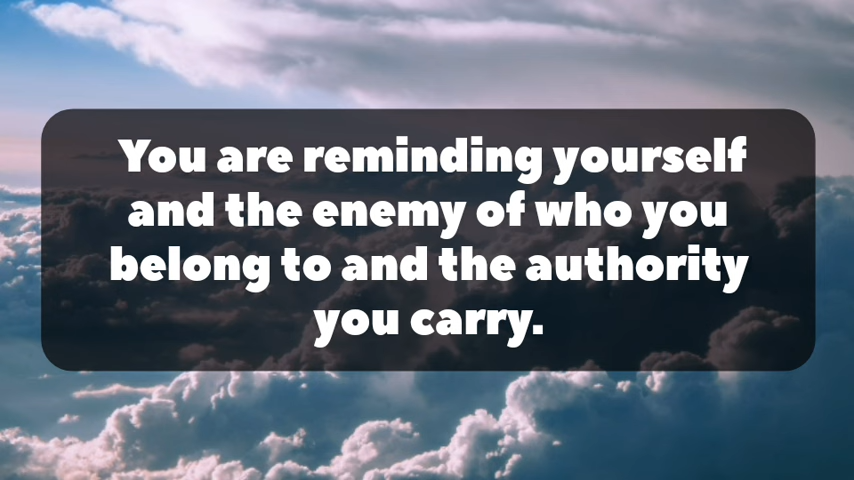 You are reminding yourself
and the enemy of who you
belong to and the authority
you carry.